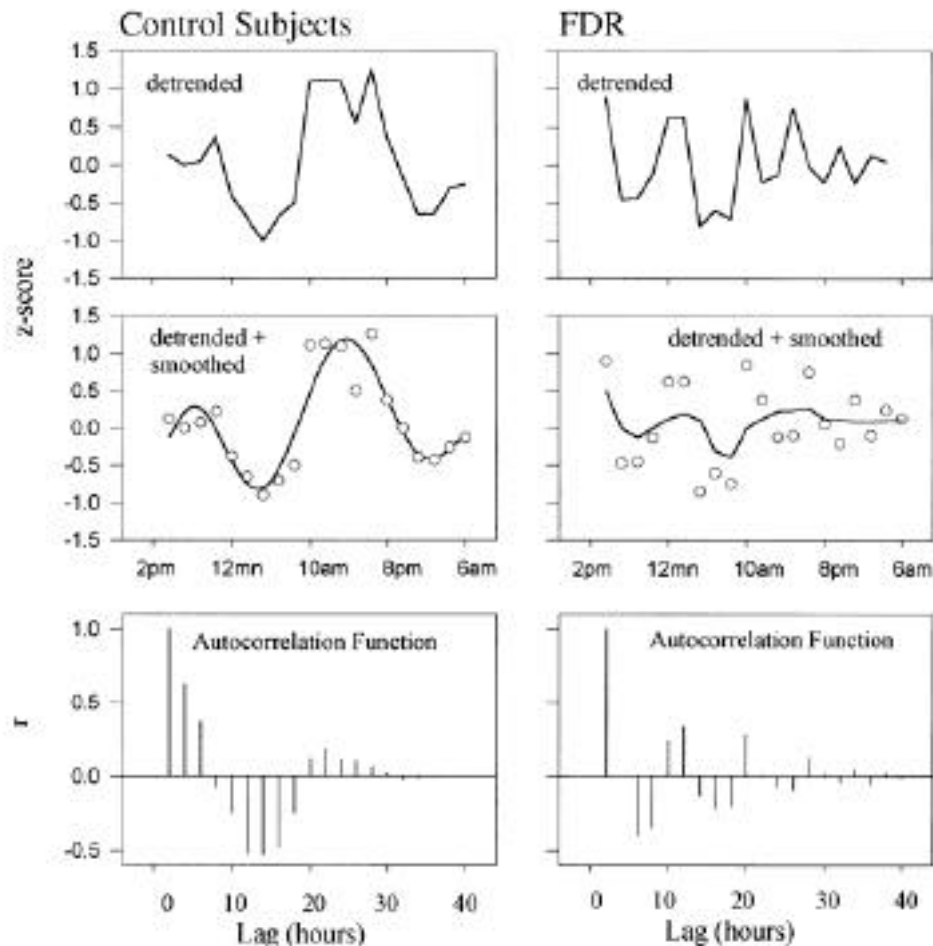 Control Subjects
FDR
detrended
detrended
1.5
1.0
0.5
0.0
-0.5
-1.0
-1.5
z-score
detrended +
smoothed
detrended + smoothed
1.5
1.0
0.5
0.0
-0.5
-1.0
-1.5
2pm 12mn 10am 8pm 6am
2pm 12mn 10am 8pm 6am
Autocorrelation Function
Autocorrelation Function
1.0
0.5
0.0
-0.5
r
0 10 20 30 40
0 10 20 30 40
Lag (hours)
Lag (hours)